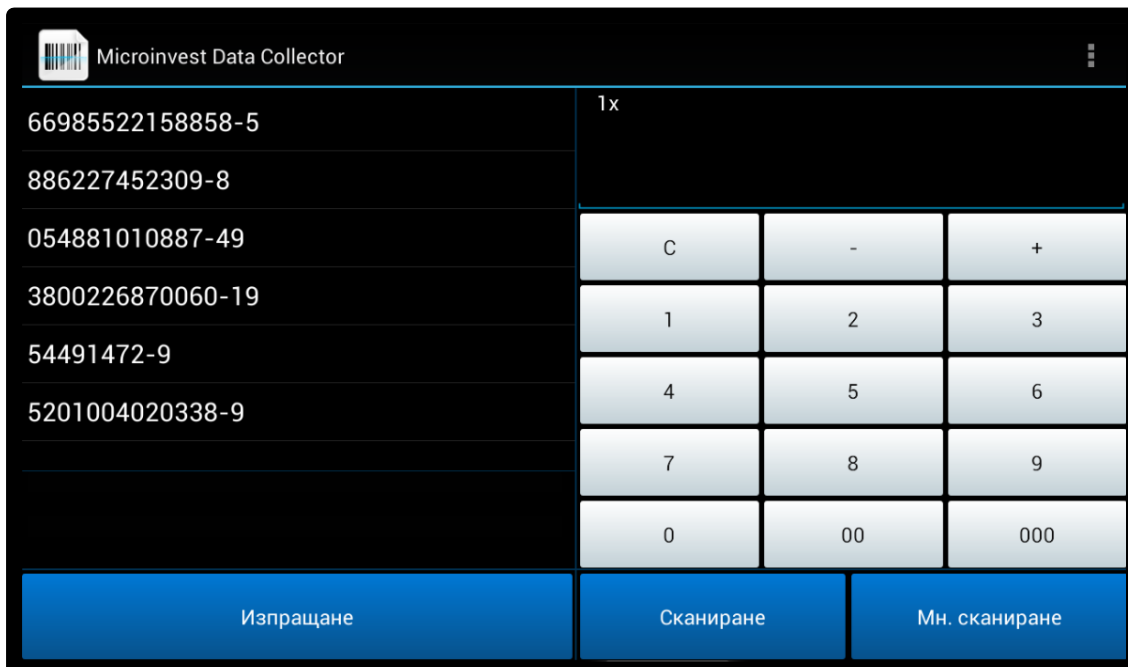 Microinvest Data Collector
66985522158858-5
886227452309-8
054881010887-49
3800226870060-19
54491472-9
5201004020338-9
1x
C - +
1 2 3
4 5 6
7 8 9
0 00 000
Изпращане
Сканиране
Мн. сканиране